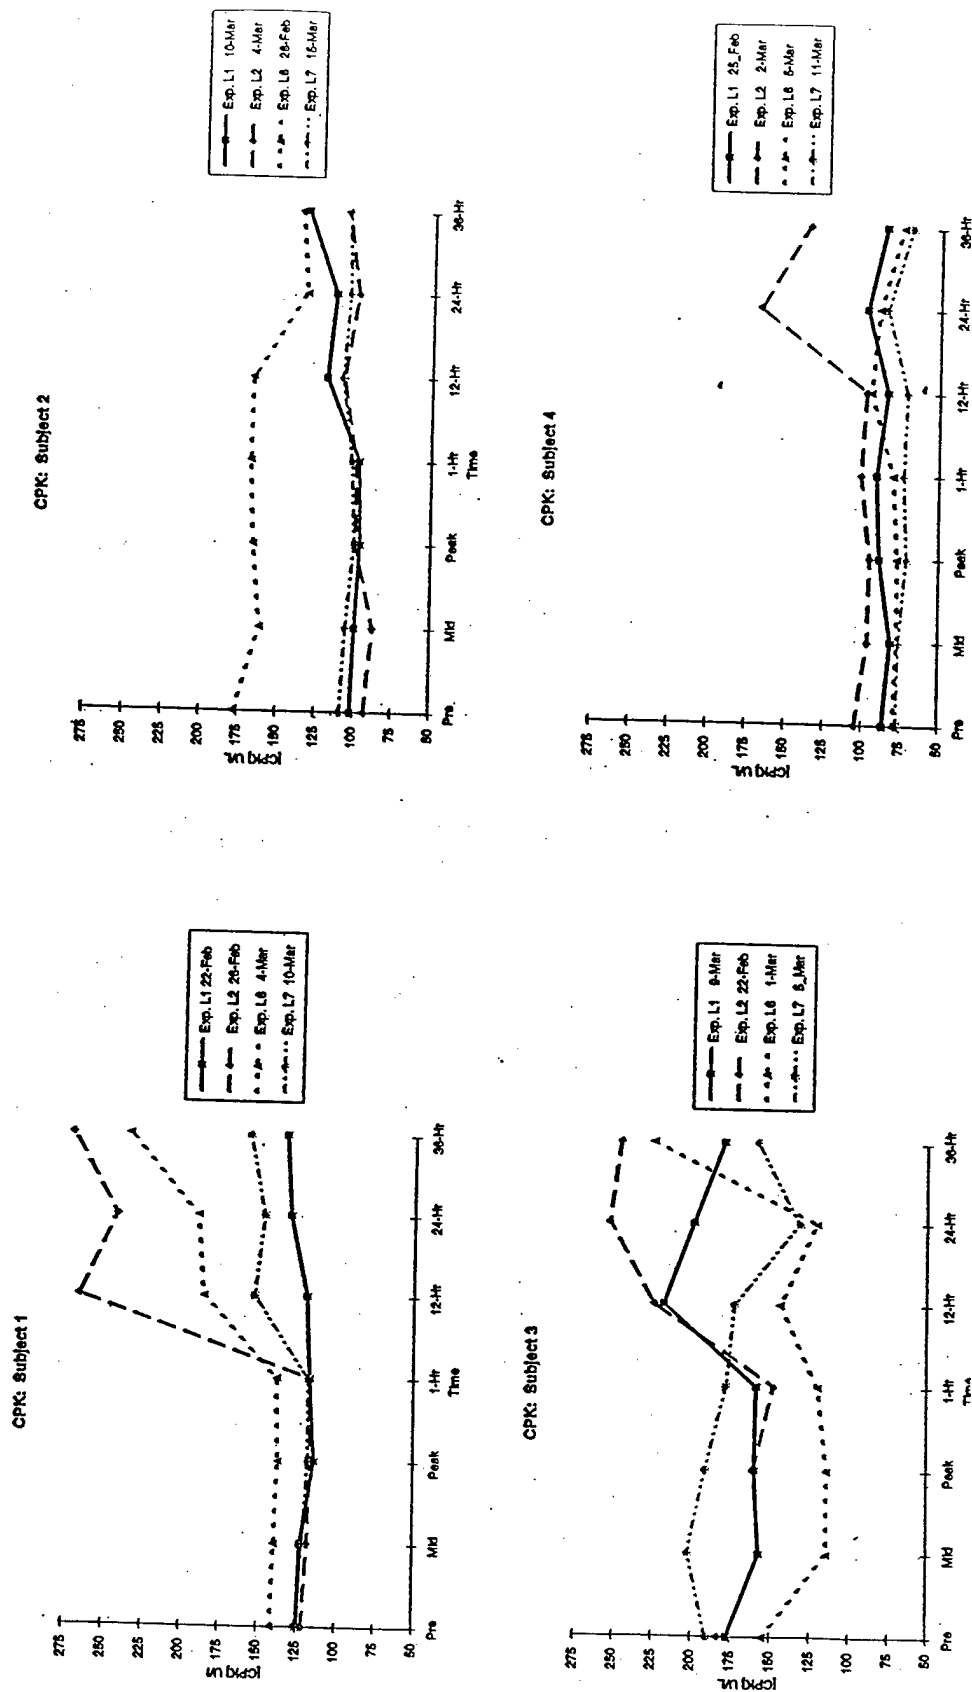 CPK: Subject 1
275
250
225
200
175
150
125
100
75
50
[CPK] U/L
Pre
Mid
Peak
1-Hr
12-Hr
24-Hr
36-Hr
Time
Exp. L1 22-Feb
Exp. L2 26-Feb
Exp. L6 4-Mar
Exp. L7 10-Mar
CPK: Subject 2
275
250
225
200
175
150
125
100
75
50
[CPK] U/L
Pre
Mid
Peak
1-Hr
12-Hr
24-Hr
36-Hr
Time
Exp. L1 10-Mar
Exp. L2 4-Mar
Exp. L6 26-Feb
Exp. L7 15-Mar
CPK: Subject 3
275
250
225
200
175
150
125
100
75
50
[CPK] U/L
Pre
Mid
Peak
1-Hr
12-Hr
24-Hr
36-Hr
Time
Exp. L1 9-Mar
Exp. L2 22-Feb
Exp. L6 1-Mar
Exp. L7
CPK: Subject 4
275
250
225
200
175
150
125
100
75
50
[CPK] U/L
Pre
Mid
Peak
1-Hr
12-Hr
24-Hr
36-Hr
Time
Exp. L1 25_Feb
Exp. L2 2-Mar
Exp. L6
Exp. L7 11-Mar